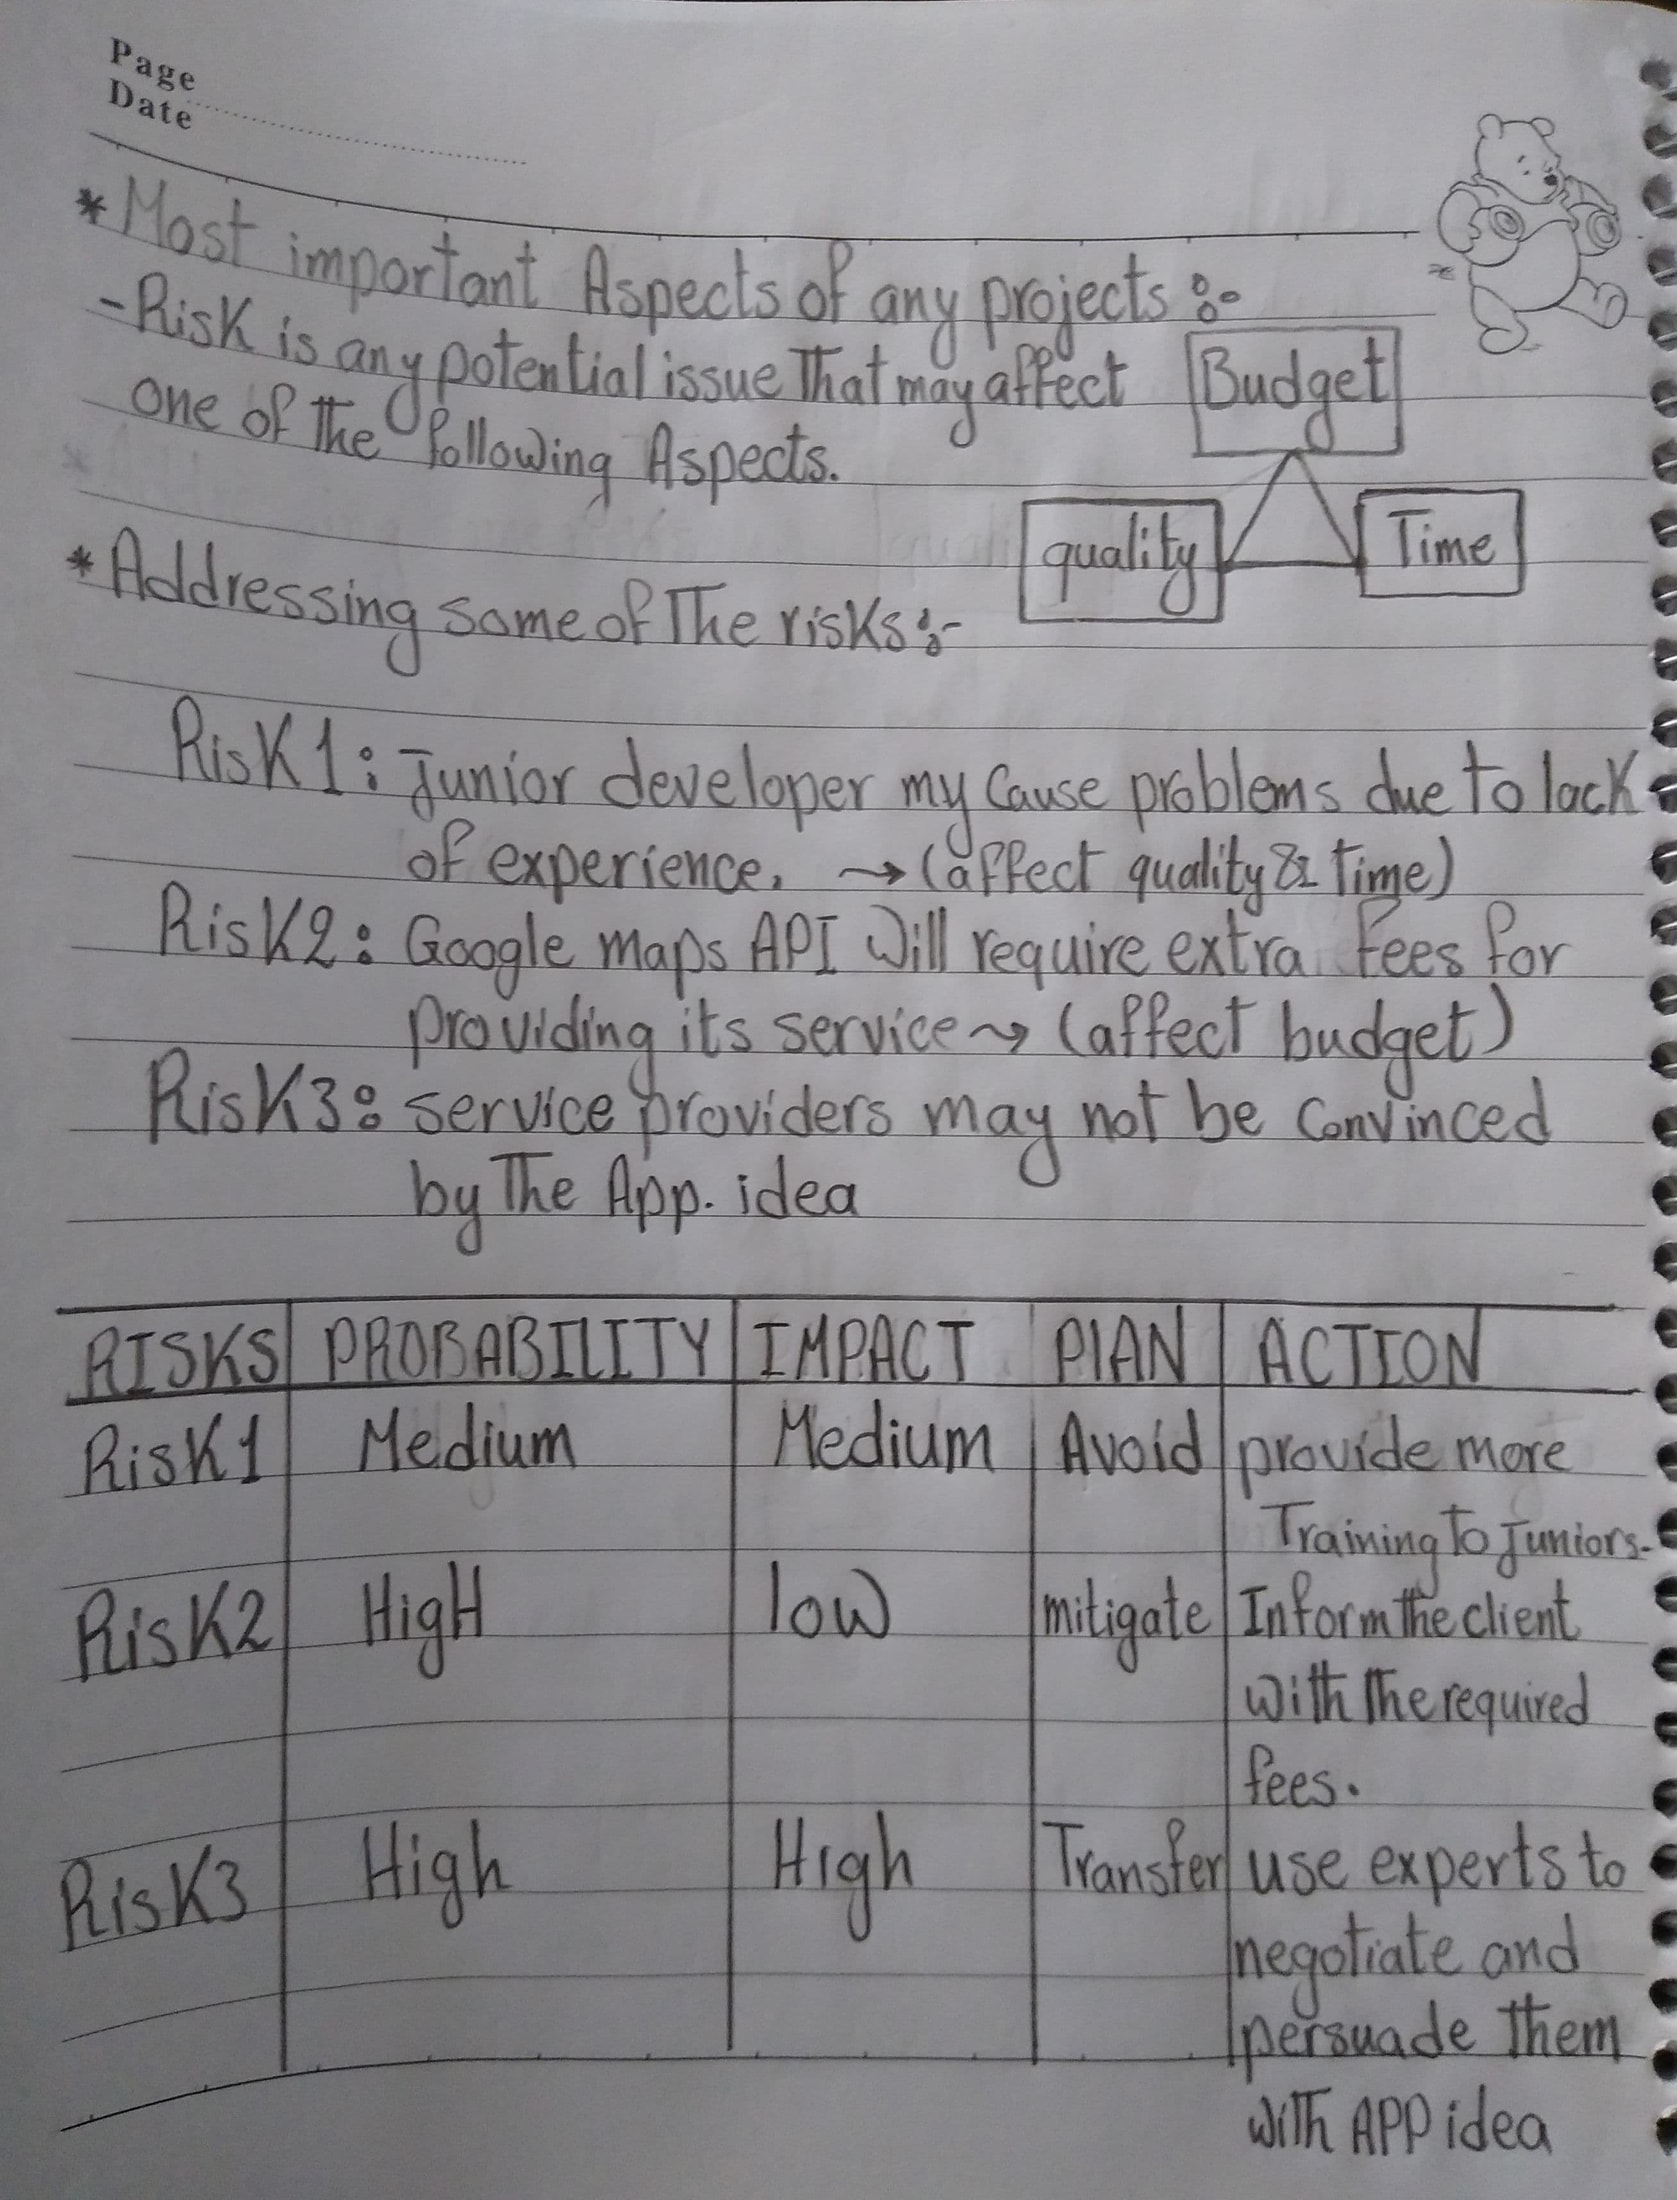 Page
Date
*Most important Aspects of any projects :-
-Risk is any potential issue That may affect
one of The following Aspects.
Budget
quality
Time
*Addressing some of The risks:-
Risk1: Junior developer my Cause problems due to lack
of experience. → (affect quality & time)
Risk2: Google maps API Will require extra Fees for
providing its service → (affect budget)
Risk3: service providers may not be Convinced
by The App. idea
RISKS PROBABILITY IMPACT PlAN ACTION
Risk1 Medium Medium Avoid provide more
Training To Juniors.
Risk2 HigH low mitigate Inform The client
with The required
fees.
Risk3 High High Transfer use experts to
negotiate and
persuade Them
with APP idea